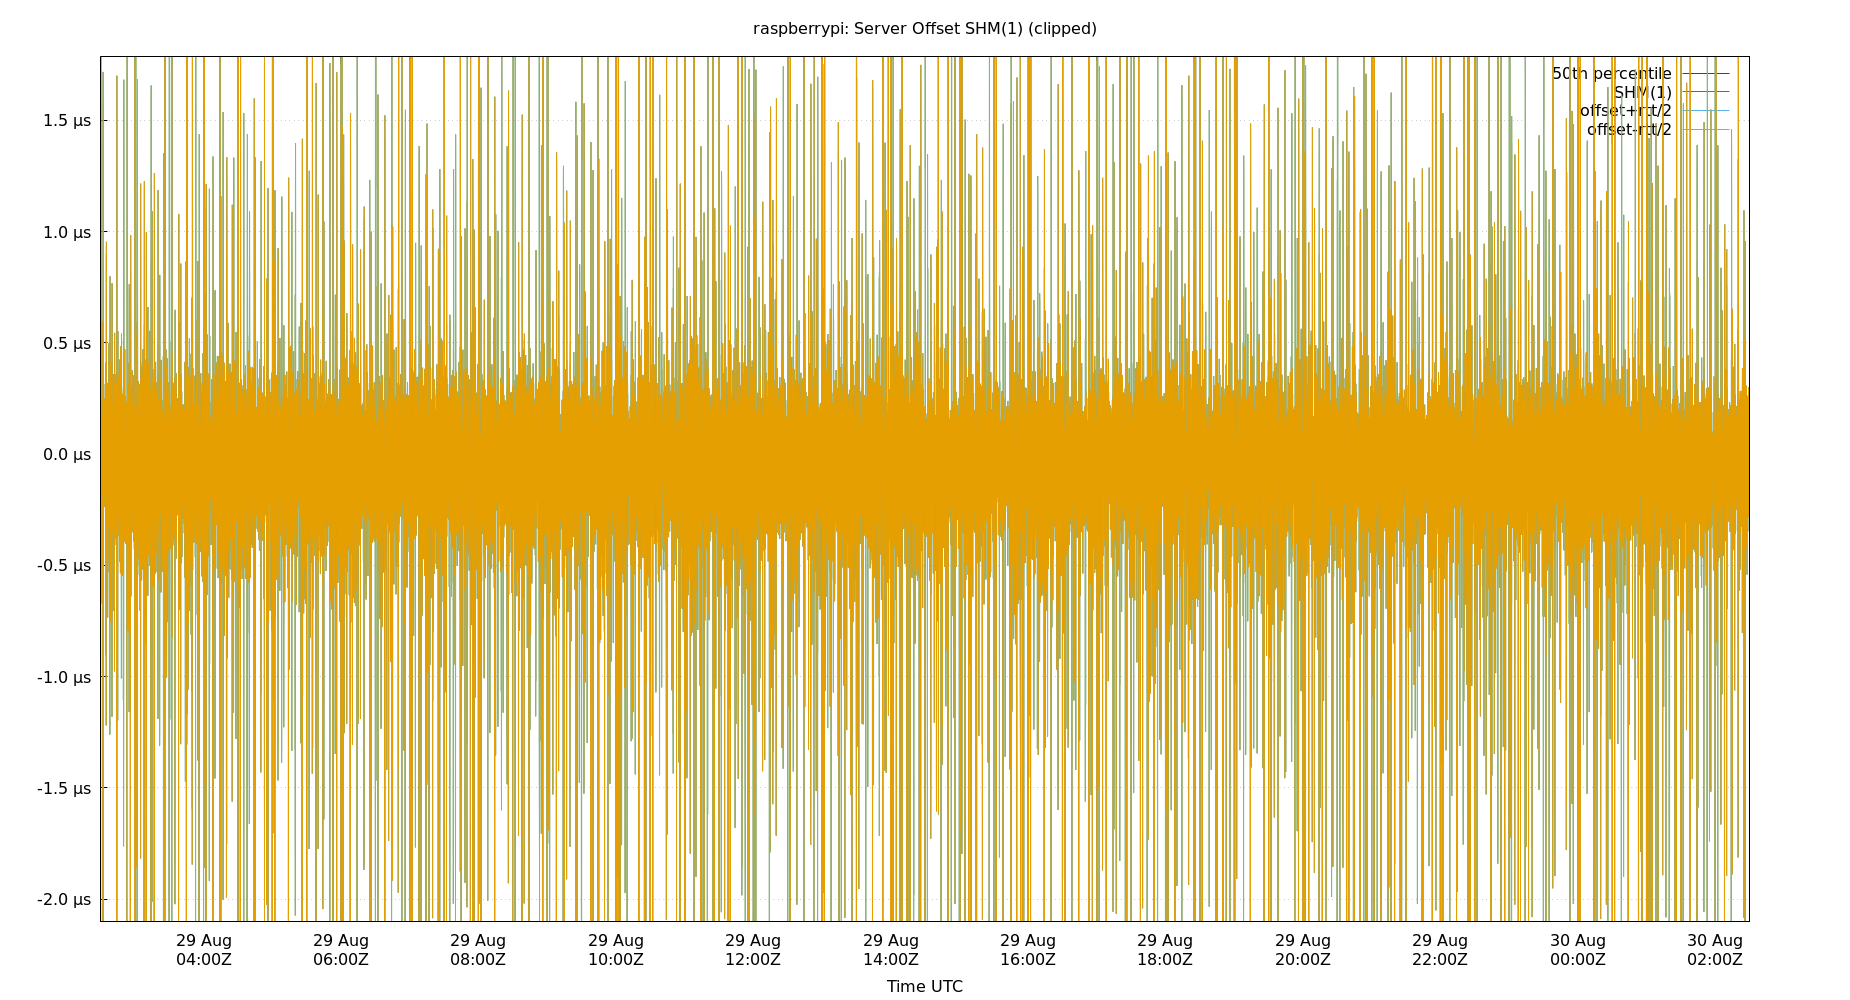 raspberrypi: Server Offset SHM(1) (clipped)
50th percentile
SHM(1)
offset+rtt/2
offset-rtt/2
1.5 µs
1.0 µs
0.5 µs
0.0 µs
-0.5 µs
-1.0 µs
-1.5 µs
-2.0 µs
29 Aug 29 Aug 29 Aug 29 Aug 29 Aug 29 Aug 29 Aug 29 Aug 29 Aug 29 Aug 30 Aug 30 Aug
04:00Z 06:00Z 08:00Z 10:00Z 12:00Z 14:00Z 16:00Z 18:00Z 20:00Z 22:00Z 00:00Z 02:00Z
Time UTC